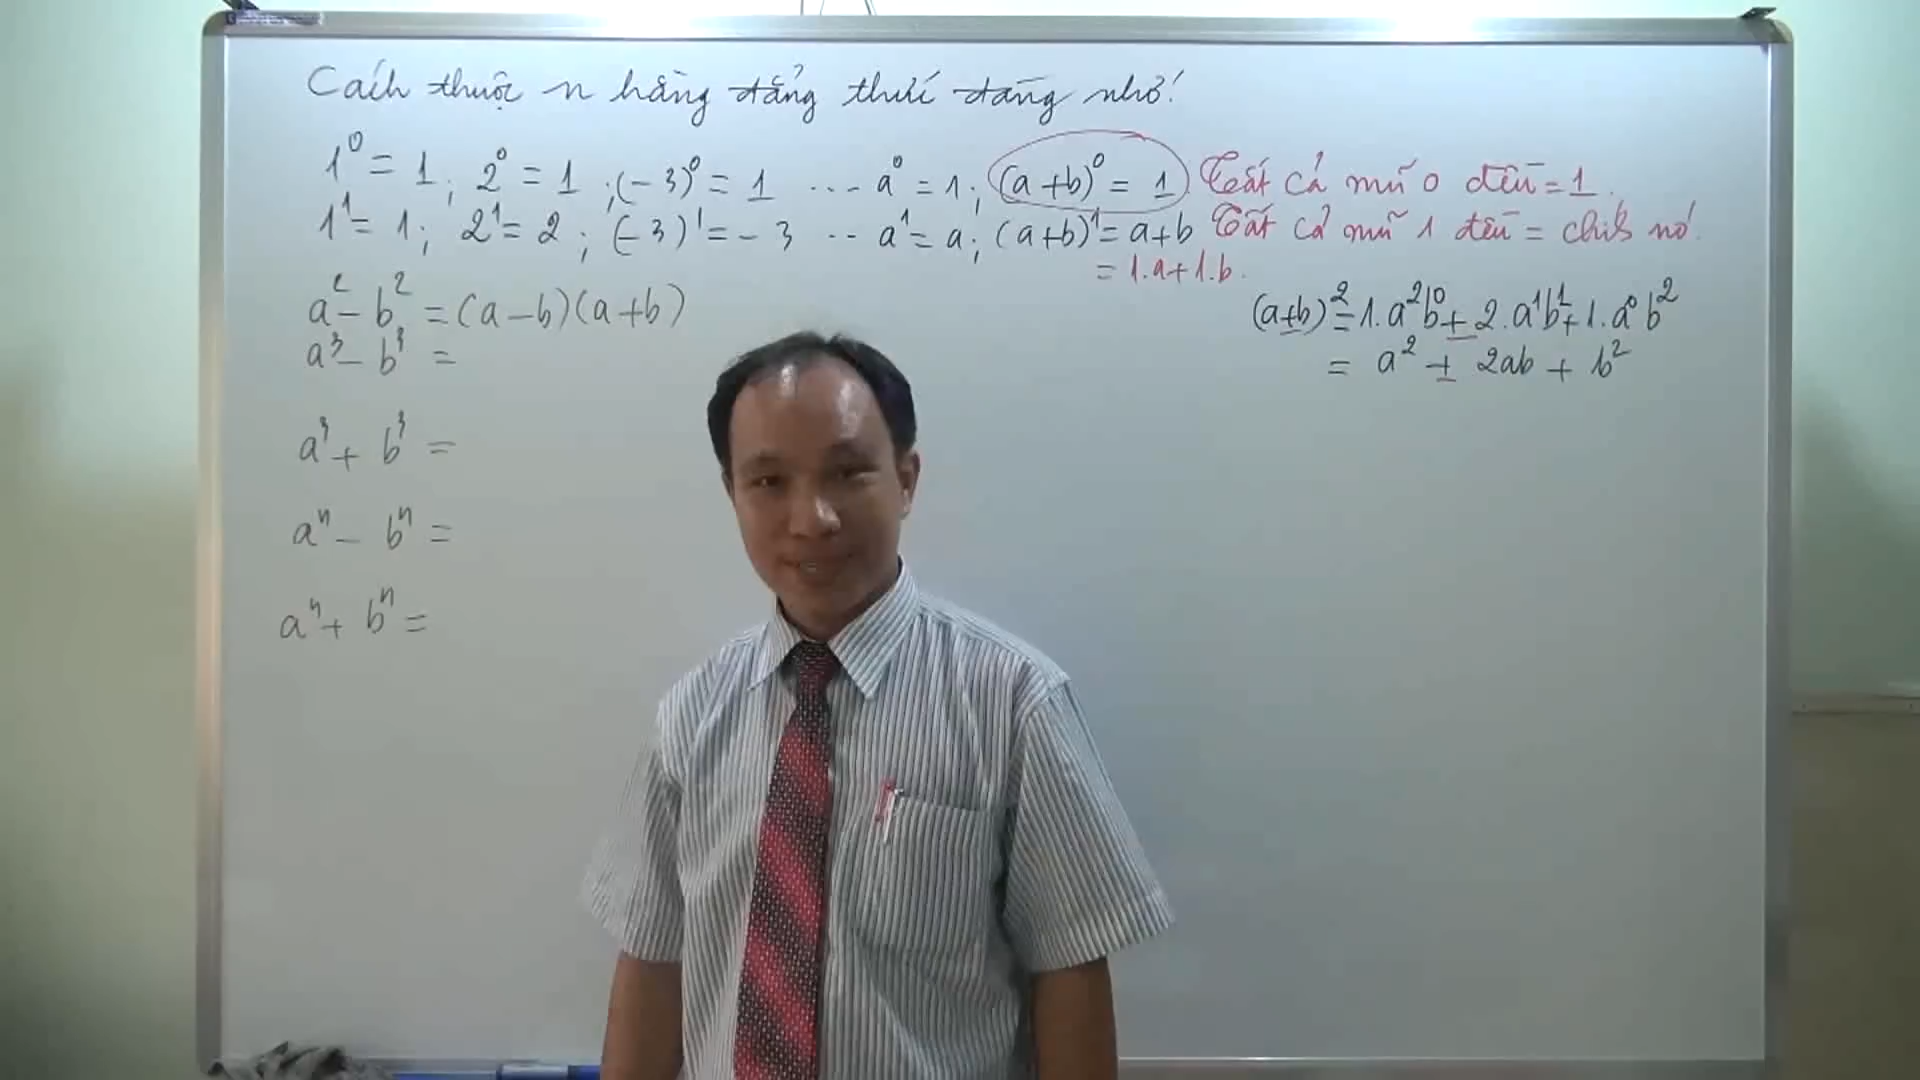 Cách thuộc n hằng đẳng thức đáng nhớ!
1⁰ = 1; 2⁰ = 1; (-3)⁰ = 1 ... a⁰ = 1; (a+b)⁰ = 1 Tất cả mũ 0 đều = 1.
1¹ = 1; 2¹ = 2; (-3)¹ = -3 ... a¹ = a; (a+b)¹ = a+b Tất cả mũ 1 đều = chính nó.
= 1.a + 1.b.
a² - b² = (a-b)(a+b)
a³ - b³ =
a³ + b³ =
aⁿ - bⁿ =
aⁿ + bⁿ =
(a+b)² = 1.a²b⁰ + 2.a¹b¹ + 1.a⁰b²
= a² + 2ab + b²